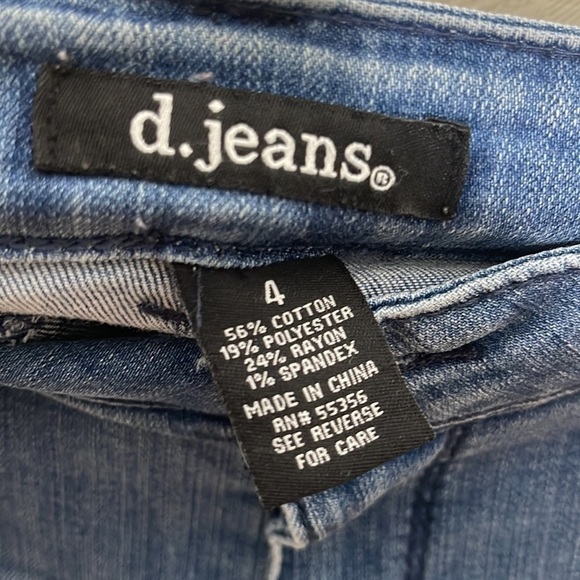 d.jeans®
4
56% COTTON
19% POLYESTER
24% RAYON
1% SPANDEX
MADE IN CHINA
RN# 55356
SEE REVERSE
FOR CARE